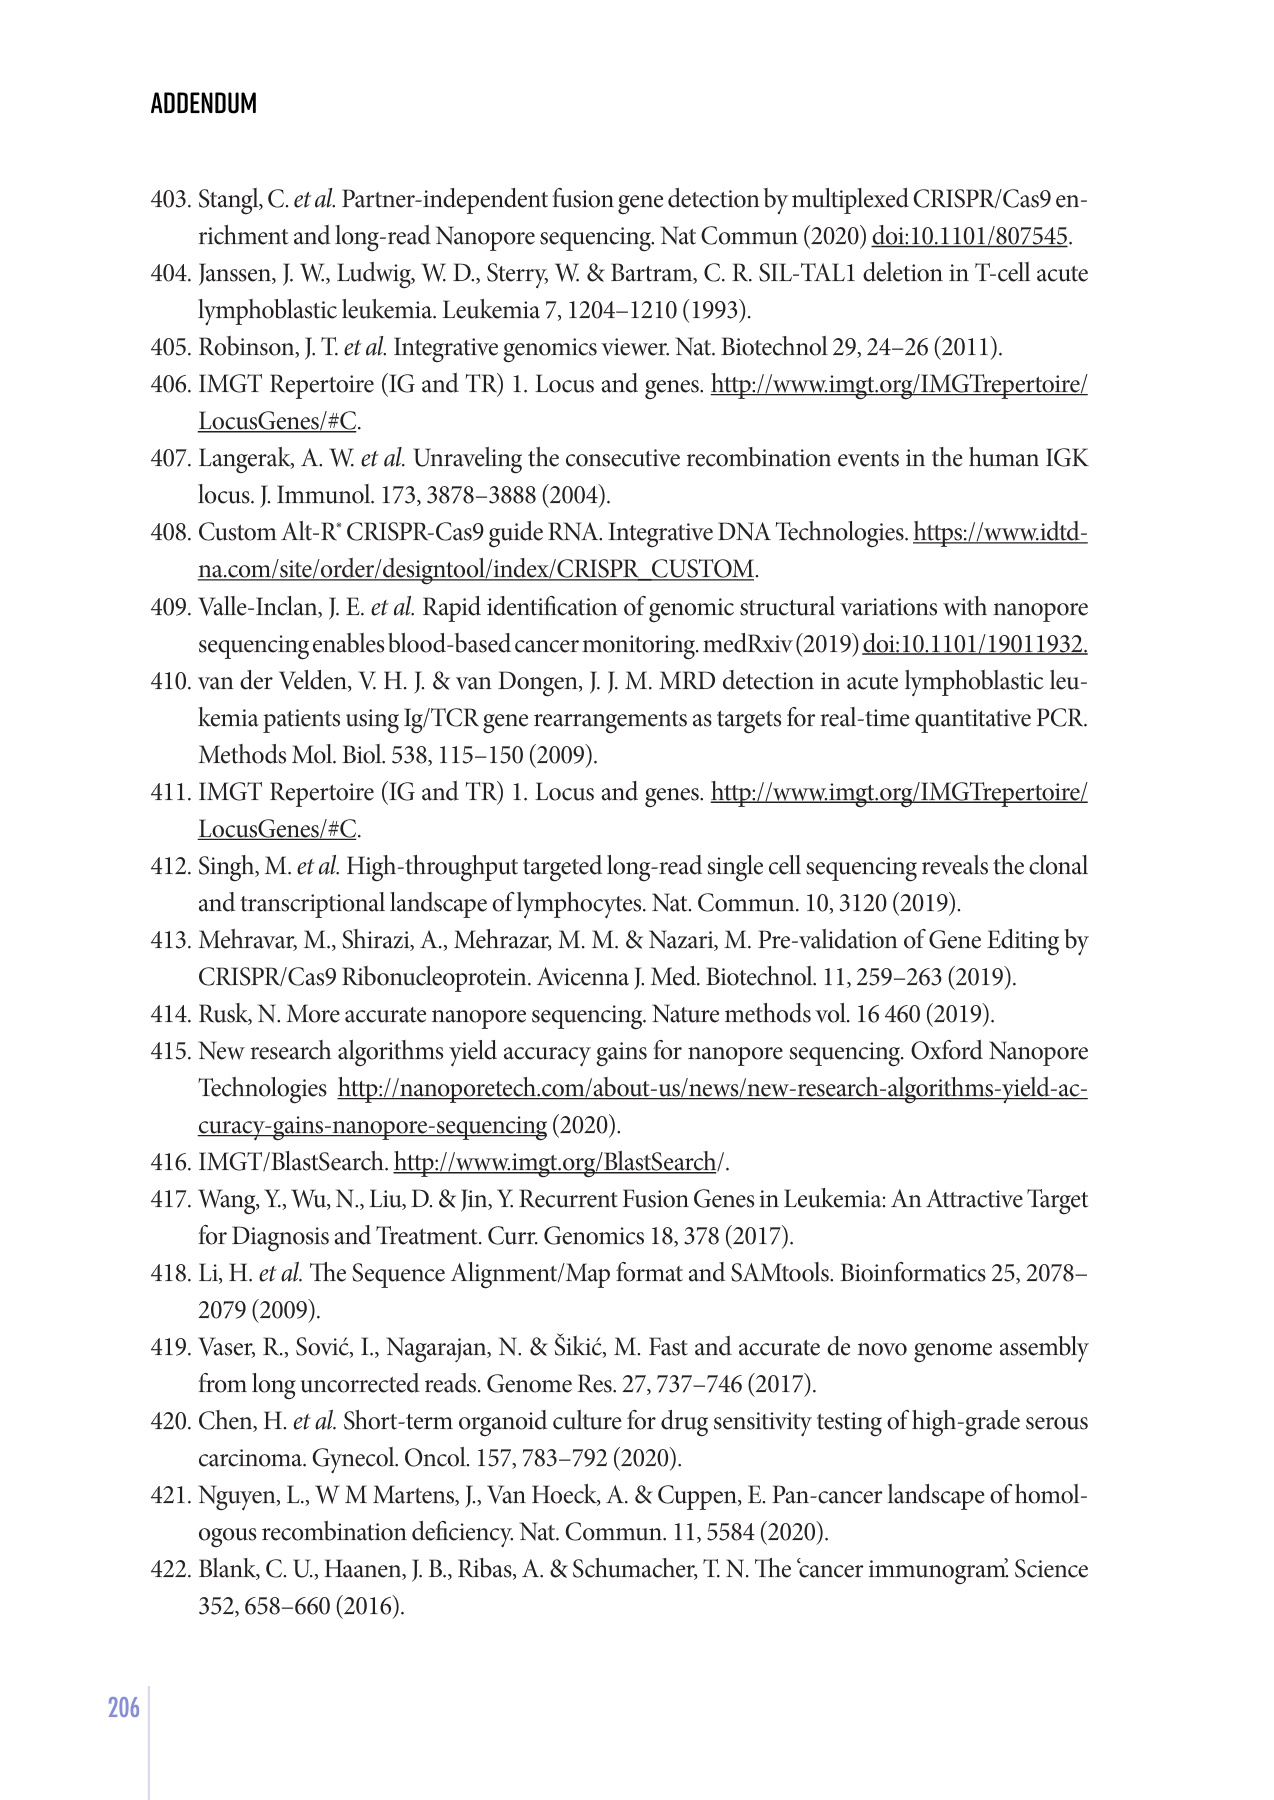 ADDENDUM
403. Stangl, C. et al. Partner-independent fusion gene detection by multiplexed CRISPR/Cas9 en-
richment and long-read Nanopore sequencing. Nat Commun (2020) doi:10.1101/807545.
404. Janssen, J. W., Ludwig, W. D., Sterry, W. & Bartram, C. R. SIL-TAL1 deletion in T-cell acute
lymphoblastic leukemia. Leukemia 7, 1204–1210 (1993).
405. Robinson, J. T. et al. Integrative genomics viewer. Nat. Biotechnol 29, 24–26 (2011).
406. IMGT Repertoire (IG and TR) 1. Locus and genes. http://www.imgt.org/IMGTrepertoire/
LocusGenes/#C.
407. Langerak, A. W. et al. Unraveling the consecutive recombination events in the human IGK
locus. J. Immunol. 173, 3878–3888 (2004).
408. Custom Alt-R® CRISPR-Cas9 guide RNA. Integrative DNA Technologies. https://www.idtd-
na.com/site/order/designtool/index/CRISPR_CUSTOM.
409. Valle-Inclan, J. E. et al. Rapid identification of genomic structural variations with nanopore
sequencing enables blood-based cancer monitoring. medRxiv (2019) doi:10.1101/19011932.
410. van der Velden, V. H. J. & van Dongen, J. J. M. MRD detection in acute lymphoblastic leu-
kemia patients using Ig/TCR gene rearrangements as targets for real-time quantitative PCR.
Methods Mol. Biol. 538, 115–150 (2009).
411. IMGT Repertoire (IG and TR) 1. Locus and genes. http://www.imgt.org/IMGTrepertoire/
LocusGenes/#C.
412. Singh, M. et al. High-throughput targeted long-read single cell sequencing reveals the clonal
and transcriptional landscape of lymphocytes. Nat. Commun. 10, 3120 (2019).
413. Mehravar, M., Shirazi, A., Mehrazar, M. M. & Nazari, M. Pre-validation of Gene Editing by
CRISPR/Cas9 Ribonucleoprotein. Avicenna J. Med. Biotechnol. 11, 259–263 (2019).
414. Rusk, N. More accurate nanopore sequencing. Nature methods vol. 16 460 (2019).
415. New research algorithms yield accuracy gains for nanopore sequencing. Oxford Nanopore
Technologies http://nanoporetech.com/about-us/news/new-research-algorithms-yield-ac-
curacy-gains-nanopore-sequencing (2020).
416. IMGT/BlastSearch. http://www.imgt.org/BlastSearch/.
417. Wang, Y., Wu, N., Liu, D. & Jin, Y. Recurrent Fusion Genes in Leukemia: An Attractive Target
for Diagnosis and Treatment. Curr. Genomics 18, 378 (2017).
418. Li, H. et al. The Sequence Alignment/Map format and SAMtools. Bioinformatics 25, 2078–
2079 (2009).
419. Vaser, R., Sović, I., Nagarajan, N. & Šikić, M. Fast and accurate de novo genome assembly
from long uncorrected reads. Genome Res. 27, 737–746 (2017).
420. Chen, H. et al. Short-term organoid culture for drug sensitivity testing of high-grade serous
carcinoma. Gynecol. Oncol. 157, 783–792 (2020).
421. Nguyen, L., W M Martens, J., Van Hoeck, A. & Cuppen, E. Pan-cancer landscape of homol-
ogous recombination deficiency. Nat. Commun. 11, 5584 (2020).
422. Blank, C. U., Haanen, J. B., Ribas, A. & Schumacher, T. N. The ‘cancer immunogram’. Science
352, 658–660 (2016).
206